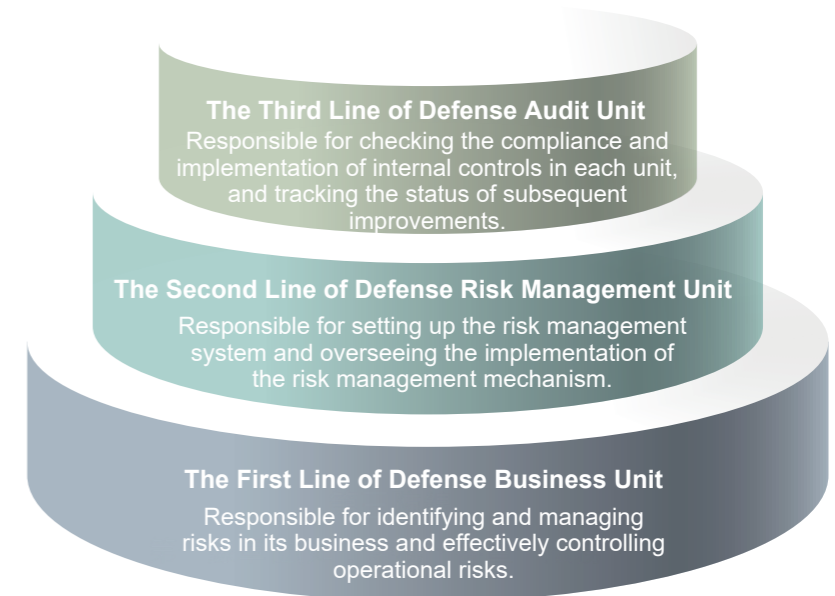 The Third Line of Defense Audit Unit
Responsible for checking the compliance and
implementation of internal controls in each unit,
and tracking the status of subsequent
improvements.
The Second Line of Defense Risk Management Unit
Responsible for setting up the risk management
system and overseeing the implementation of
the risk management mechanism.
The First Line of Defense Business Unit
Responsible for identifying and managing
risks in its business and effectively controlling
operational risks.